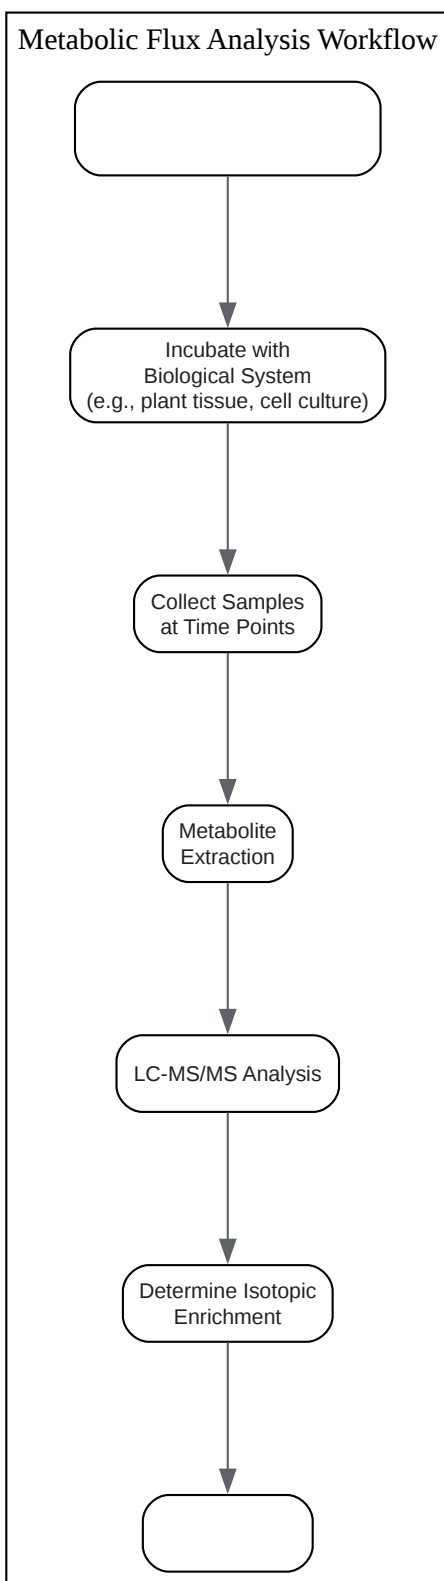 Metabolic Flux Analysis Workflow
Incubate with
Biological System
(e.g., plant tissue, cell culture)
Collect Samples
at Time Points
Metabolite
Extraction
LC-MS/MS Analysis
Determine Isotopic
Enrichment